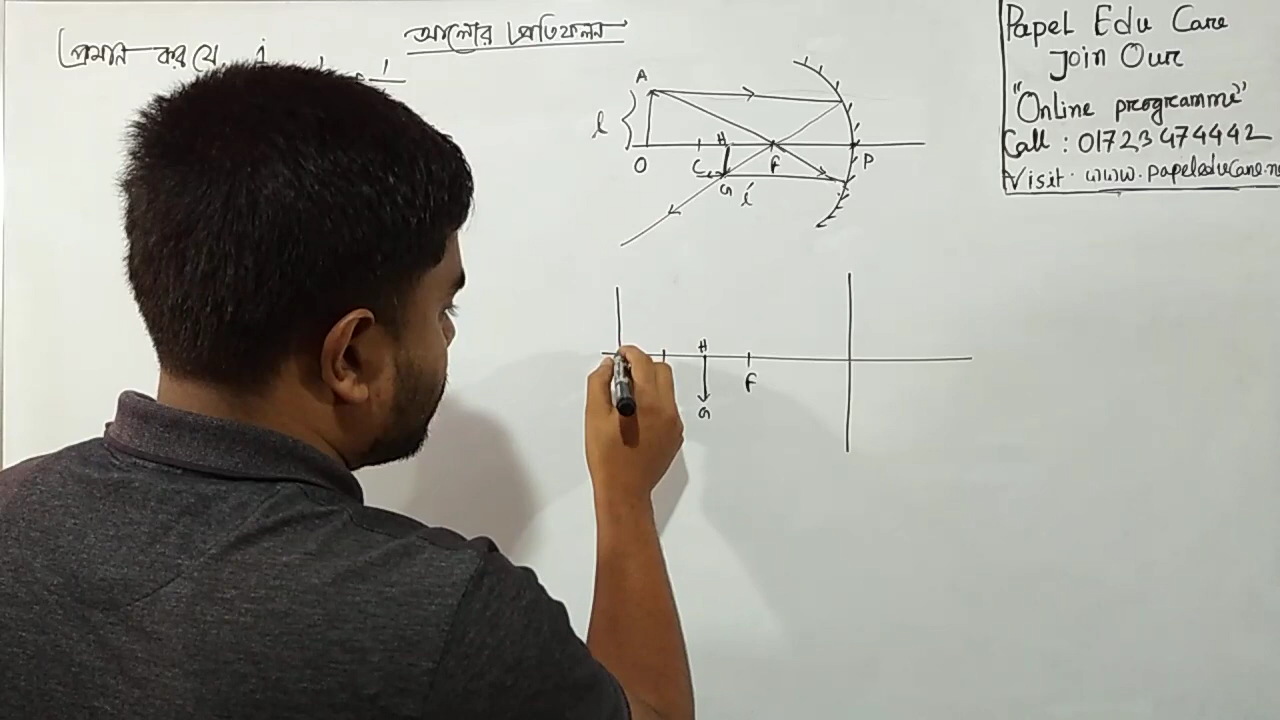 আলোর প্রতিফলন
প্রমান কর যে,
Papel Edu Care
Join Our
"Online programme"
Call : 01723474442
Visit. www.papeleducare.n
A
l
H
O
C
F
P
G
i
H
F
G